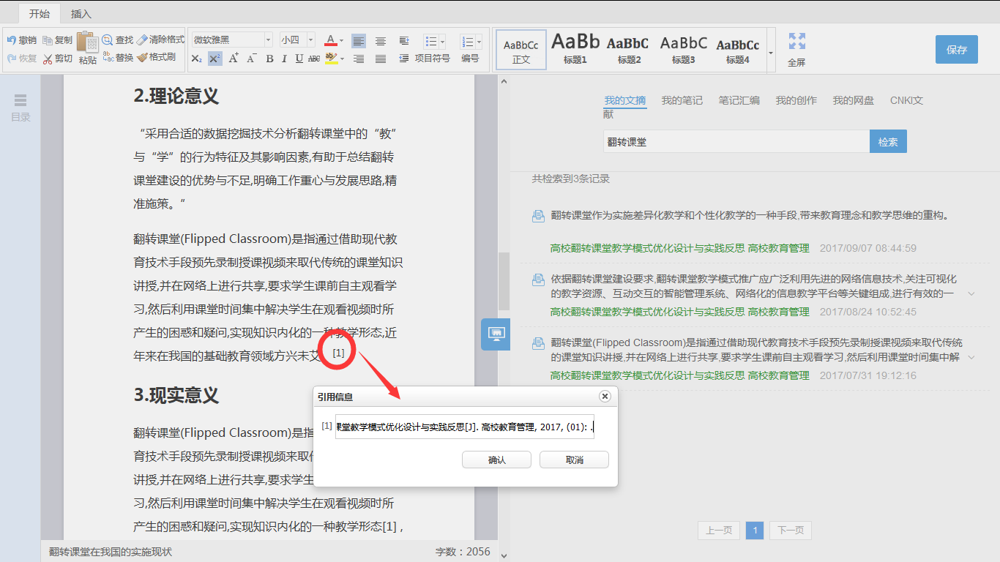 开始 插入
撤销 复制 查找 清除格式
恢复 剪切 粘贴 替换 格式刷
微软雅黑 小四
项目符号 编号
AaBbCc AaBb AaBbC AaBbC AaBbCc
正文 标题1 标题2 标题3 标题4
全屏
保存
目录
2.理论意义
“采用合适的数据挖掘技术分析翻转课堂中的“教”
与“学”的行为特征及其影响因素,有助于总结翻转
课堂建设的优势与不足,明确工作重心与发展思路,精
准施策。”
翻转课堂(Flipped Classroom)是指通过借助现代教
育技术手段预先录制授课视频来取代传统的课堂知识
讲授,并在网络上进行共享,要求学生课前自主观看学
习,然后利用课堂时间集中解决学生在观看视频时所
产生的困惑和疑问,实现知识内化的一种教学形态,近
年来在我国的基础教育领域方兴未艾 [1]
3.现实意义
翻转课堂(Flipped Classroom)是指
育技术手段预先录制授课视频来取代
讲授,并在网络上进行共享,要求学生
习,然后利用课堂时间集中解决学生在观看视频时所
产生的困惑和疑问,实现知识内化的一种教学形态[1] ,
翻转课堂在我国的实施现状 字数：2056
我的文摘 我的笔记 笔记汇编 我的创作 我的网盘 CNKI文
献
翻转课堂 检索
共检索到3条记录
翻转课堂作为实施差异化教学和个性化教学的一种手段,带来教育理念和教学思维的重构。
高校翻转课堂教学模式优化设计与实践反思 高校教育管理 2017/09/07 08:44:59
依据翻转课堂建设要求,翻转课堂教学模式推广应广泛利用先进的网络信息技术,关注可视化
的教学资源、互动交互的智能管理系统、网络化的信息教学平台等关键组成,进行有效的一
高校翻转课堂教学模式优化设计与实践反思 高校教育管理 2017/08/24 10:52:45
翻转课堂(Flipped Classroom)是指通过借助现代教育技术手段预先录制授课视频来取代传统
的课堂知识讲授,并在网络上进行共享,要求学生课前自主观看学习,然后利用课堂时间集中解
高校翻转课堂教学模式优化设计与实践反思 高校教育管理 2017/07/31 19:12:16
引用信息
[1] 课堂教学模式优化设计与实践反思[J]. 高校教育管理, 2017, (01): .
确认 取消
上一页 1 下一页